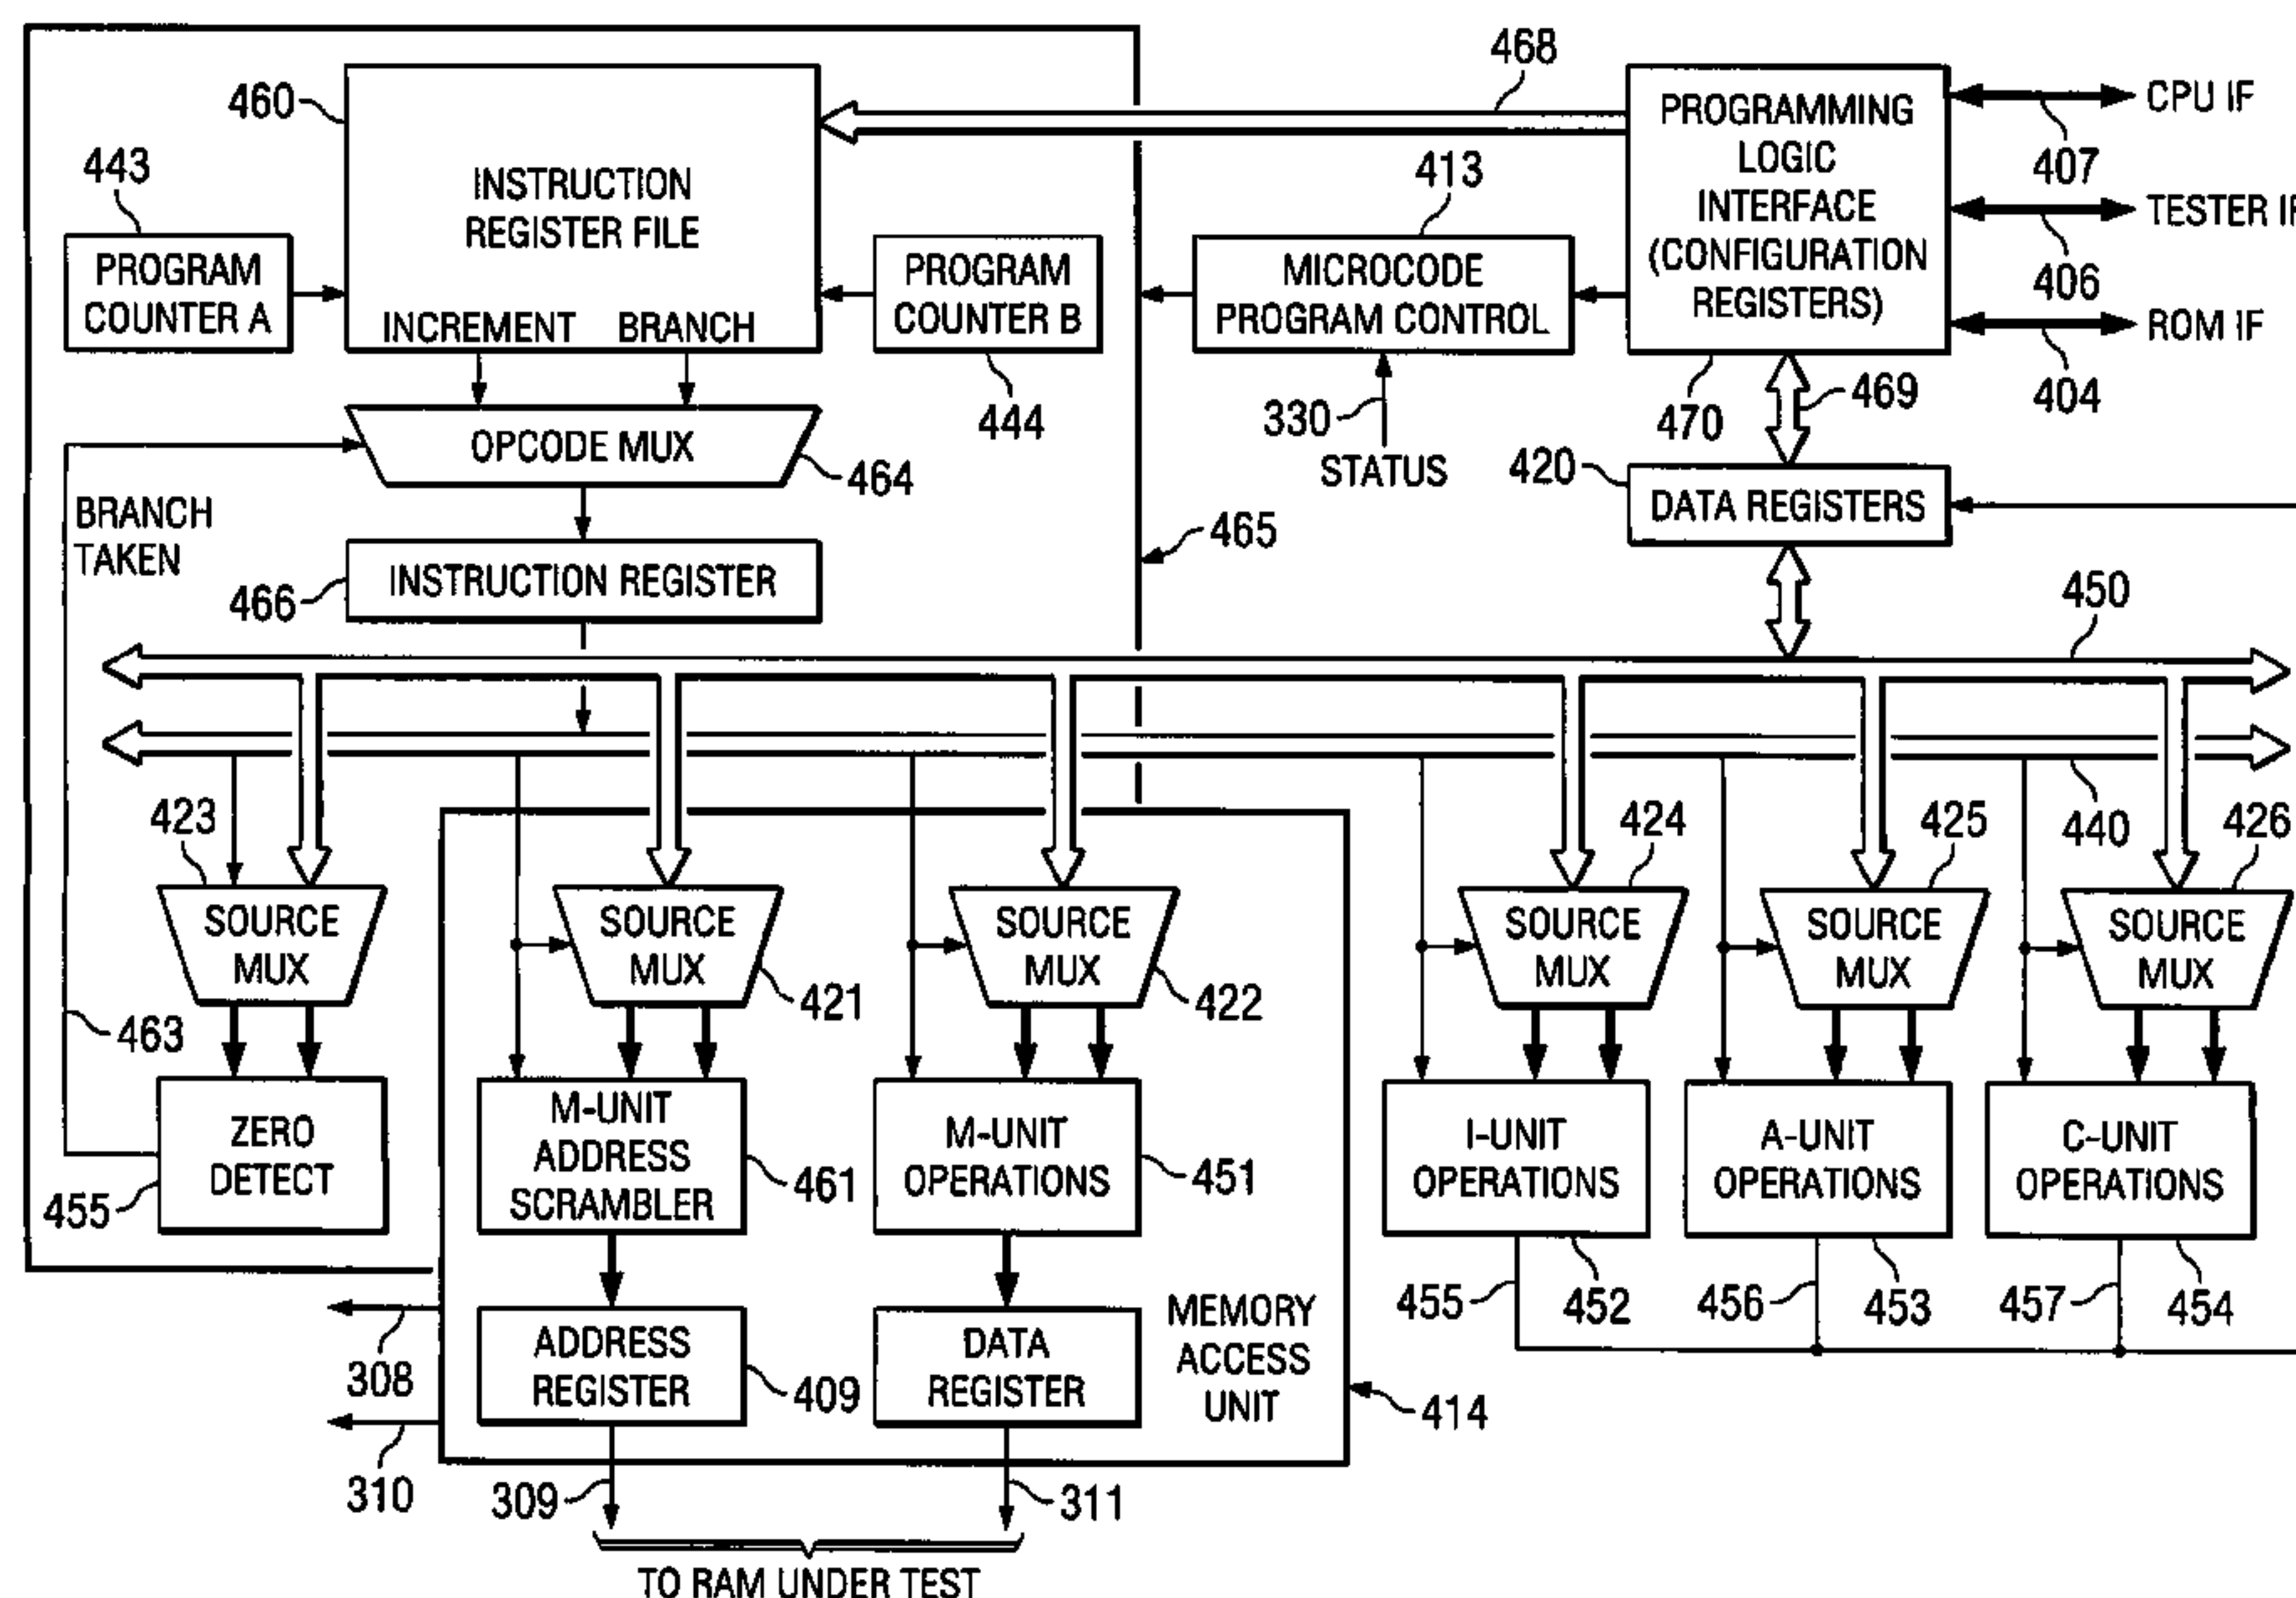 468
460
PROGRAMMING
LOGIC
INTERFACE
(CONFIGURATION
REGISTERS)
CPU IF
407
443
INSTRUCTION
REGISTER FILE
413
TESTER IF
406
PROGRAM
COUNTER A
INCREMENT
BRANCH
PROGRAM
COUNTER B
MICROCODE
PROGRAM CONTROL
ROM IF
404
444
330
STATUS
470
469
OPCODE MUX
464
420
DATA REGISTERS
BRANCH
TAKEN
465
INSTRUCTION REGISTER
466
450
423
424
425
440
426
SOURCE
MUX
SOURCE
MUX
421
SOURCE
MUX
422
SOURCE
MUX
SOURCE
MUX
SOURCE
MUX
463
ZERO
DETECT
455
M-UNIT
ADDRESS
SCRAMBLER
461
M-UNIT
OPERATIONS
451
I-UNIT
OPERATIONS
A-UNIT
OPERATIONS
C-UNIT
OPERATIONS
455
452
456
453
457
454
308
ADDRESS
REGISTER
409
DATA
REGISTER
MEMORY
ACCESS
UNIT
414
310
309
311
TO RAM UNDER TEST